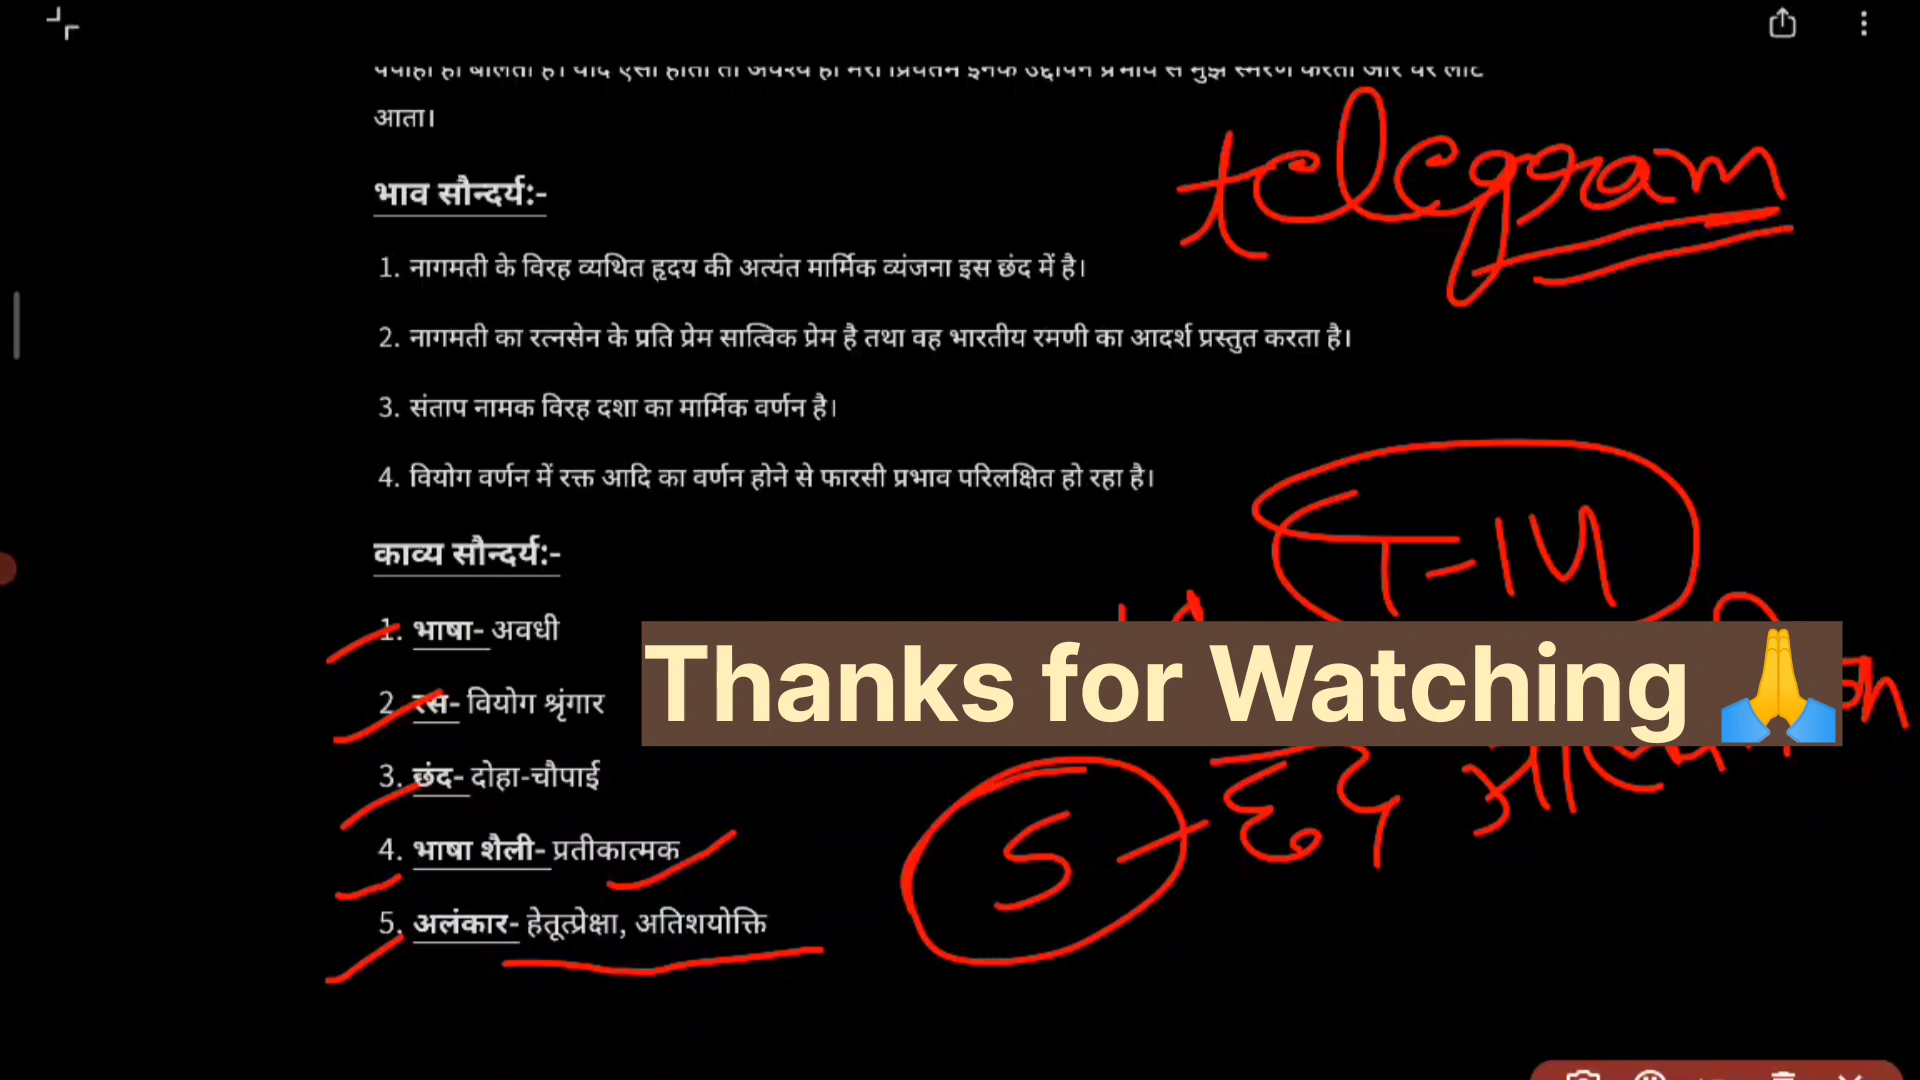 आता।
telegram
भाव सौन्दर्य:-
1. नागमती के विरह व्यथित हृदय की अत्यंत मार्मिक व्यंजना इस छंद में है।
2. नागमती का रत्नसेन के प्रति प्रेम सात्विक प्रेम है तथा वह भारतीय रमणी का आदर्श प्रस्तुत करता है।
3. संताप नामक विरह दशा का मार्मिक वर्णन है।
4. वियोग वर्णन में रक्त आदि का वर्णन होने से फारसी प्रभाव परिलक्षित हो रहा है।
काव्य सौन्दर्य:-
1. भाषा- अवधी
2. रस- वियोग श्रृंगार
Thanks for Watching 🙏
3. छंद- दोहा-चौपाई
4. भाषा शैली- प्रतीकात्मक
5. अलंकार- हेतूत्प्रेक्षा, अतिशयोक्ति